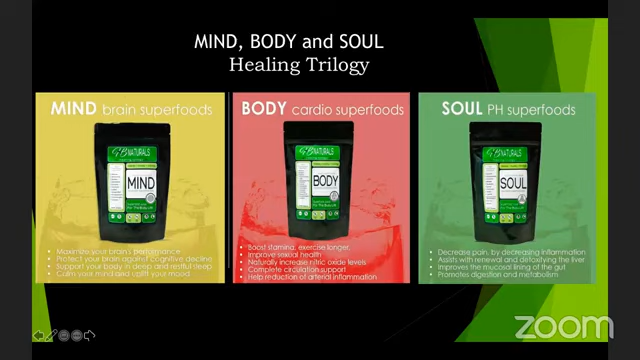 MIND, BODY and SOUL
Healing Trilogy
MIND brain superfoods
BODY cardio superfoods
SOUL PH superfoods
NATURALS
MIND
NATURALS
BODY
NATURALS
SOUL
• Maximize your brain's performance
• Protect your brain against cognitive decline
• Support your body in deep and restful deep
• Calm your mind and uplift your mood
• Boost stamina, exercise longer,
• Improve sexual health
• Naturally increase nitric oxide levels
• Complete circulation support
• Help reduction of arterial inflammation
• Decrease pain, by decreasing inflammation
• Assists with renewal and detoxifying the liver
• Improves the mucosal lining of the gut
• Promotes digestion and metabolism
zoom